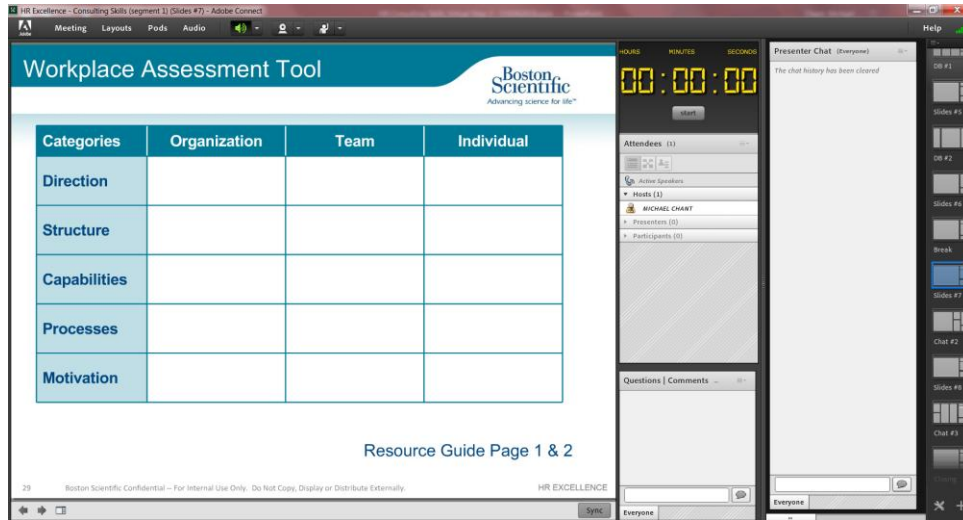 HR Excellence - Consulting Skills (segment 1) (Slides #7) - Adobe Connect
Adobe
Meeting Layouts Pods Audio
Help
Workplace Assessment Tool
Boston
Scientific
Advancing science for life™
Categories Organization Team Individual
Direction
Structure
Capabilities
Processes
Motivation
Resource Guide Page 1 & 2
29 Boston Scientific Confidential – For Internal Use Only. Do Not Copy, Display or Distribute Externally. HR EXCELLENCE
Sync
HOURS MINUTES SECONDS
00:00:00
start
Attendees (1)
Active Speakers
Hosts (1)
MICHAEL CHANT
Presenters (0)
Participants (0)
Questions | Comments
Everyone
Presenter Chat (Everyone)
The chat history has been cleared
Everyone
DB #1
Slides #5
DB #2
Slides #6
Break
Slides #7
Chat #2
Slides #8
Chat #3